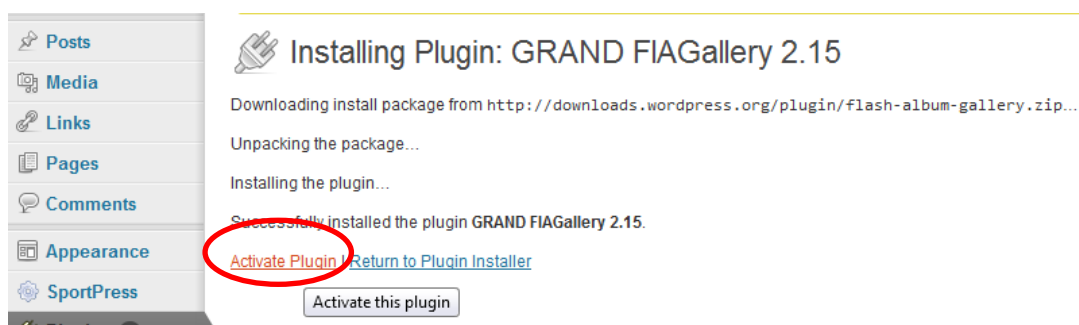 Posts
Media
Links
Pages
Comments
Appearance
SportPress
Installing Plugin: GRAND FlAGallery 2.15
Downloading install package from http://downloads.wordpress.org/plugin/flash-album-gallery.zip…
Unpacking the package…
Installing the plugin…
Successfully installed the plugin GRAND FlAGallery 2.15.
Activate Plugin | Return to Plugin Installer
Activate this plugin